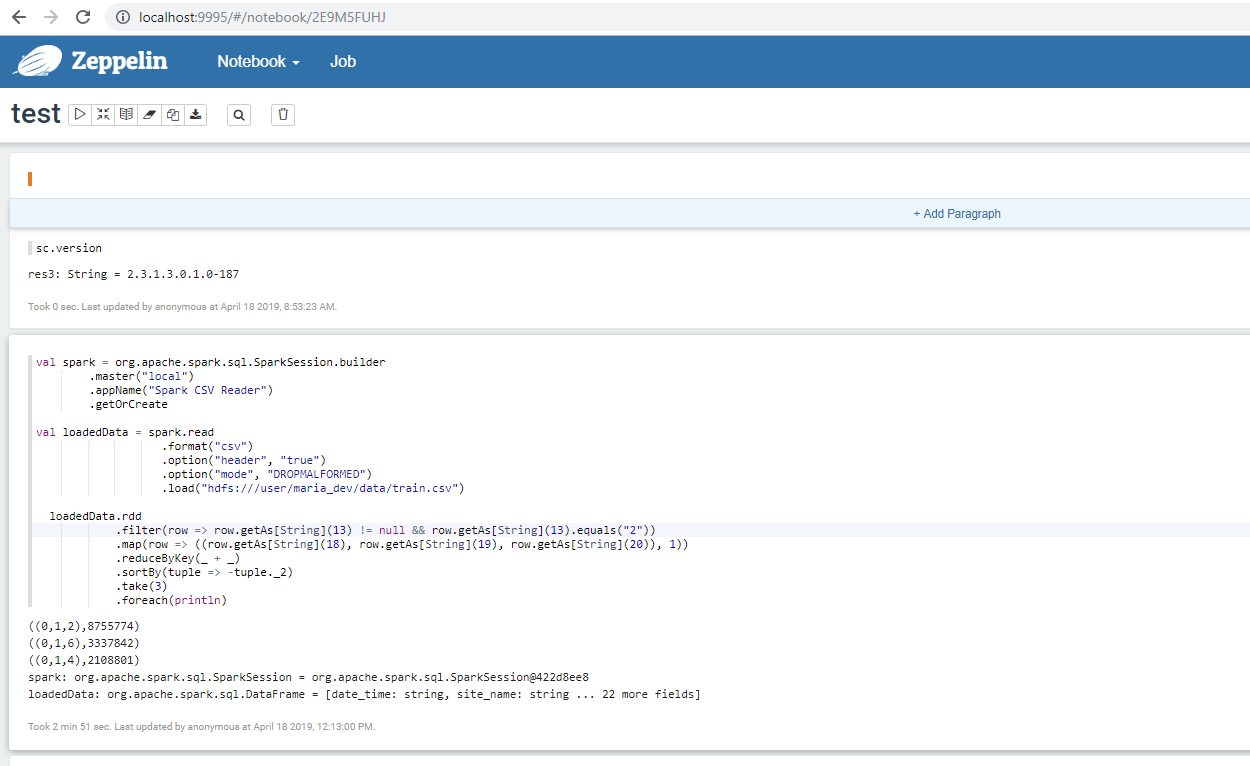 localhost:9995/#/notebook/2E9M5FUHJ
Zeppelin Notebook Job
test
+ Add Paragraph
sc.version
res3: String = 2.3.1.3.0.1.0-187
Took 0 sec. Last updated by anonymous at April 18 2019, 8:53:23 AM.
val spark = org.apache.spark.sql.SparkSession.builder
.master("local")
.appName("Spark CSV Reader")
.getOrCreate
val loadedData = spark.read
.format("csv")
.option("header", "true")
.option("mode", "DROPMALFORMED")
.load("hdfs:///user/maria_dev/data/train.csv")
loadedData.rdd
.filter(row => row.getAs[String](13) != null && row.getAs[String](13).equals("2"))
.map(row => ((row.getAs[String](18), row.getAs[String](19), row.getAs[String](20)), 1))
.reduceByKey(_ + _)
.sortBy(tuple => -tuple._2)
.take(3)
.foreach(println)
((0,1,2),8755774)
((0,1,6),3337842)
((0,1,4),2108801)
spark: org.apache.spark.sql.SparkSession = org.apache.spark.sql.SparkSession@422d8ee8
loadedData: org.apache.spark.sql.DataFrame = [date_time: string, site_name: string ... 22 more fields]
Took 2 min 51 sec. Last updated by anonymous at April 18 2019, 12:13:00 PM.